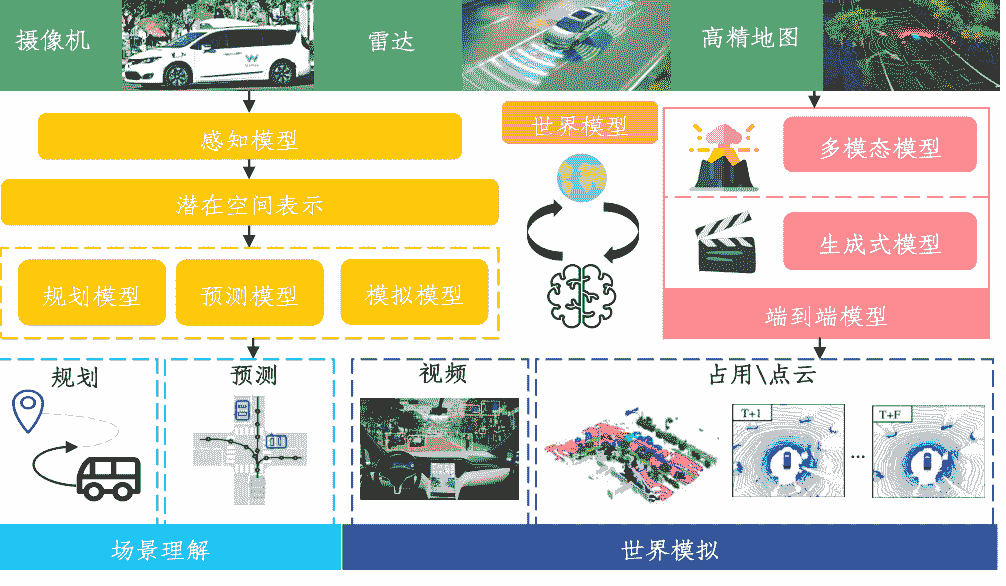 摄像机
雷达
高精地图
感知模型
世界模型
多模态模型
潜在空间表示
生成式模型
规划模型
预测模型
模拟模型
端到端模型
规划
预测
视频
占用\点云
T+1
T+F
...
场景理解
世界模拟